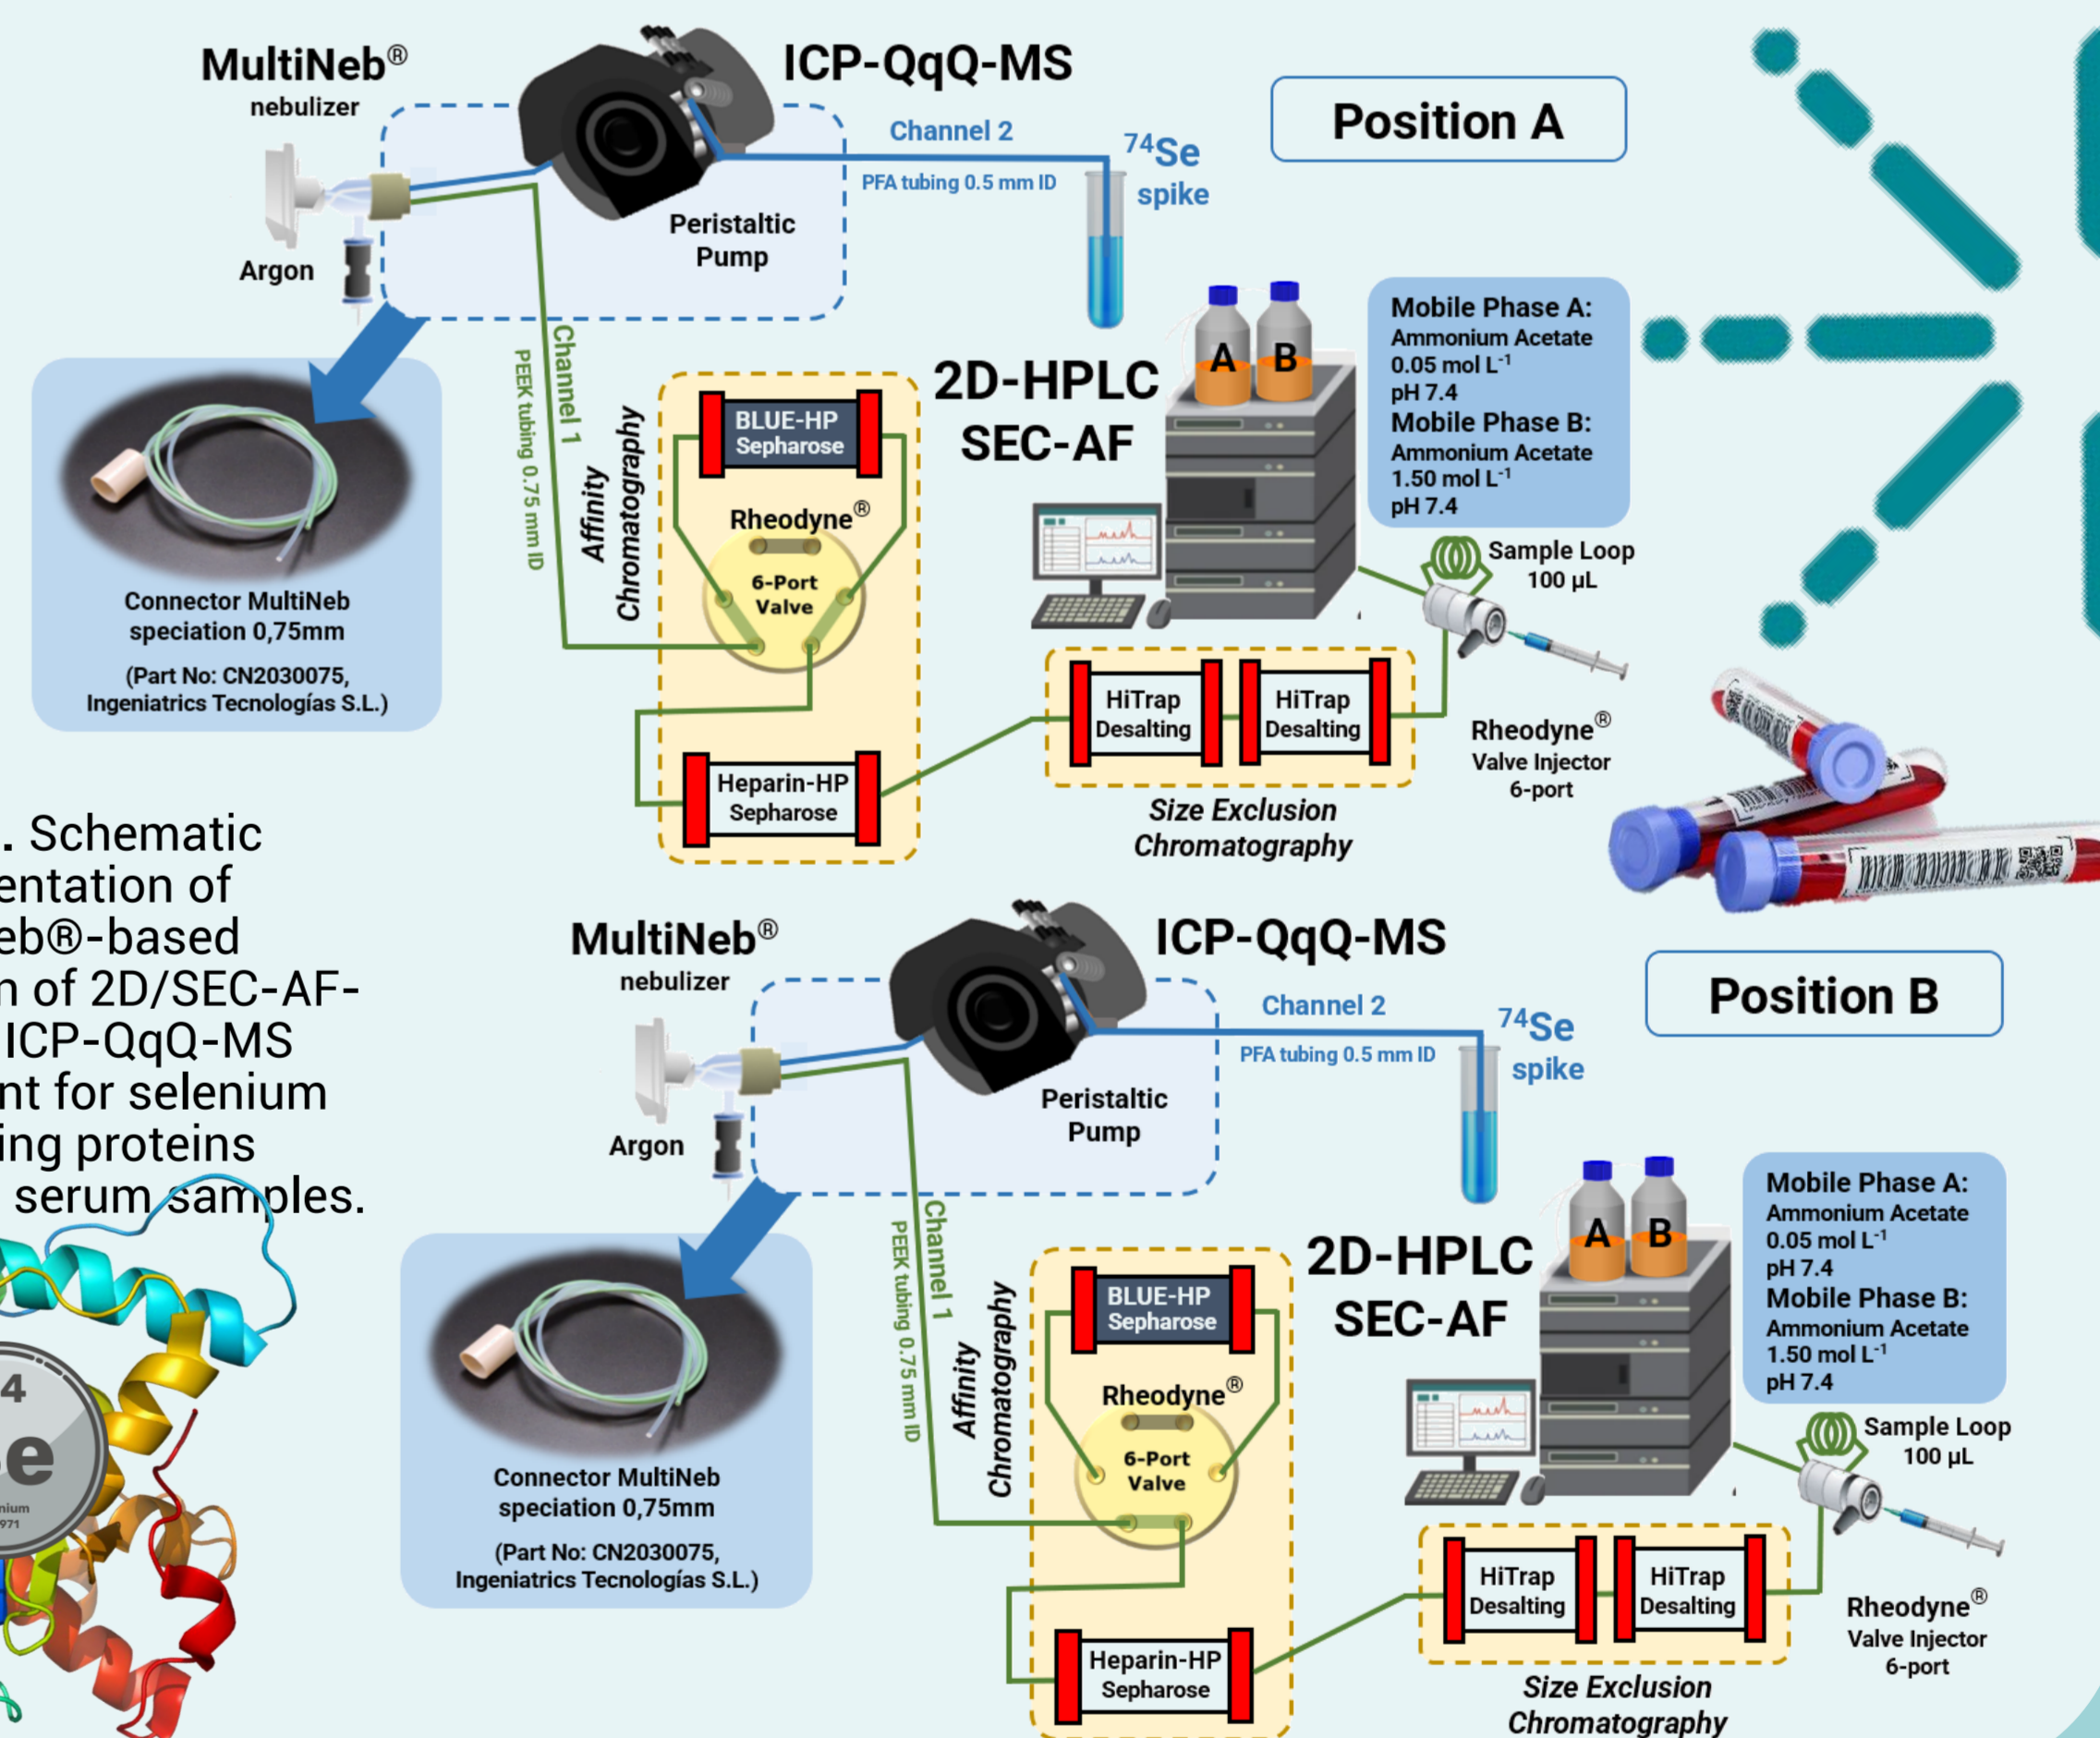 MultiNeb®
nebulizer
ICP-QqQ-MS
Position A
Channel 2
PFA tubing 0.5 mm ID
74Se
spike
Peristaltic
Pump
Argon
Channel 1
PEEK tubing 0.75 mm ID
Connector MultiNeb
speciation 0,75mm
(Part No: CN2030075,
Ingeniatrics Tecnologías S.L.)
Affinity
Chromatography
BLUE-HP
Sepharose
Rheodyne®
6-Port
Valve
Heparin-HP
Sepharose
2D-HPLC
SEC-AF
A B
Mobile Phase A:
Ammonium Acetate
0.05 mol L-1
pH 7.4
Mobile Phase B:
Ammonium Acetate
1.50 mol L-1
pH 7.4
Sample Loop
100 µL
HiTrap
Desalting
HiTrap
Desalting
Rheodyne®
Valve Injector
6-port
Size Exclusion
Chromatography
. Schematic
entation of
eb®-based
n of 2D/SEC-AF-
ICP-QqQ-MS
nt for selenium
ing proteins
serum samples.
4
e
nium
971
MultiNeb®
nebulizer
ICP-QqQ-MS
Position B
Channel 2
PFA tubing 0.5 mm ID
74Se
spike
Peristaltic
Pump
Argon
Channel 1
PEEK tubing 0.75 mm ID
Connector MultiNeb
speciation 0,75mm
(Part No: CN2030075,
Ingeniatrics Tecnologías S.L.)
Affinity
Chromatography
BLUE-HP
Sepharose
Rheodyne®
6-Port
Valve
Heparin-HP
Sepharose
2D-HPLC
SEC-AF
A B
Mobile Phase A:
Ammonium Acetate
0.05 mol L-1
pH 7.4
Mobile Phase B:
Ammonium Acetate
1.50 mol L-1
pH 7.4
Sample Loop
100 µL
HiTrap
Desalting
HiTrap
Desalting
Rheodyne®
Valve Injector
6-port
Size Exclusion
Chromatography